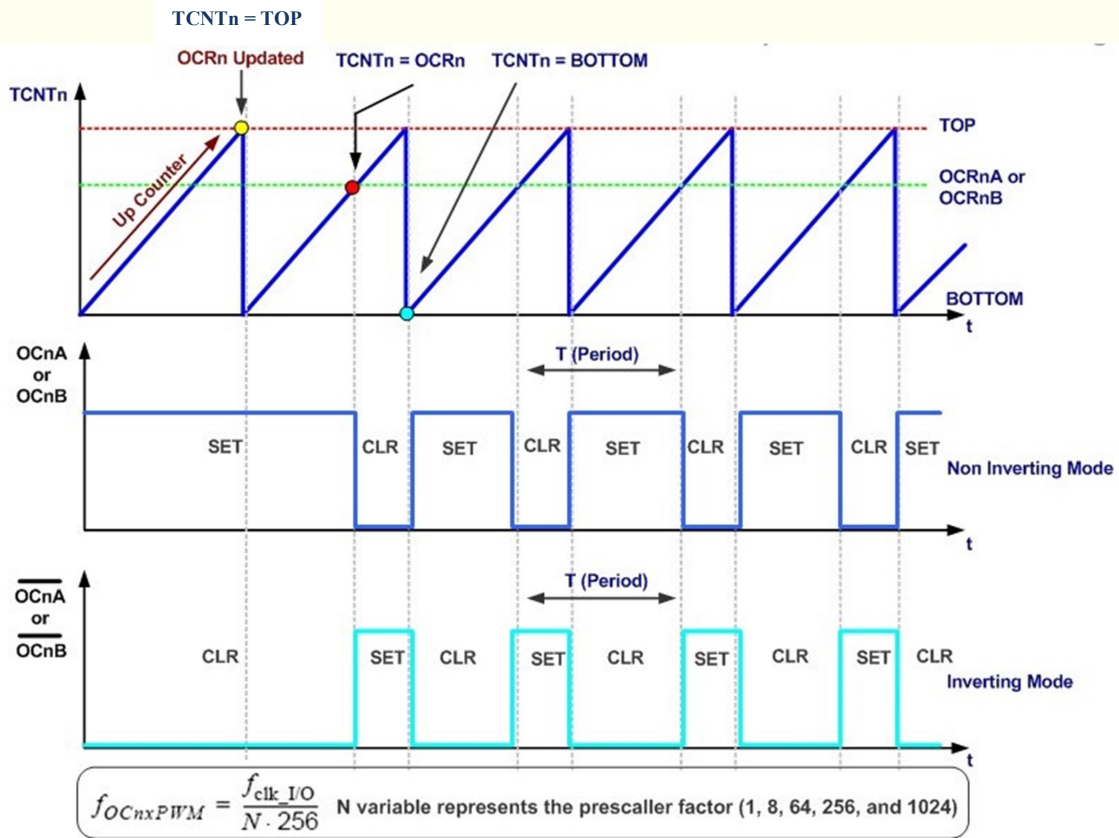 TCNTn = TOP
OCRn Updated
TCNTn = OCRn
TCNTn = BOTTOM
TCNTn
TOP
Up Counter
OCRnA or
OCRnB
BOTTOM
t
OCnA
or
OCnB
T (Period)
SET
CLR
SET
CLR
SET
CLR
SET
CLR
SET
Non Inverting Mode
t
OCnA
or
OCnB
T (Period)
CLR
SET
CLR
SET
CLR
SET
CLR
SET
CLR
Inverting Mode
t
fOCnxPWM = fclk_I/O / N · 256 N variable represents the prescaller factor (1, 8, 64, 256, and 1024)